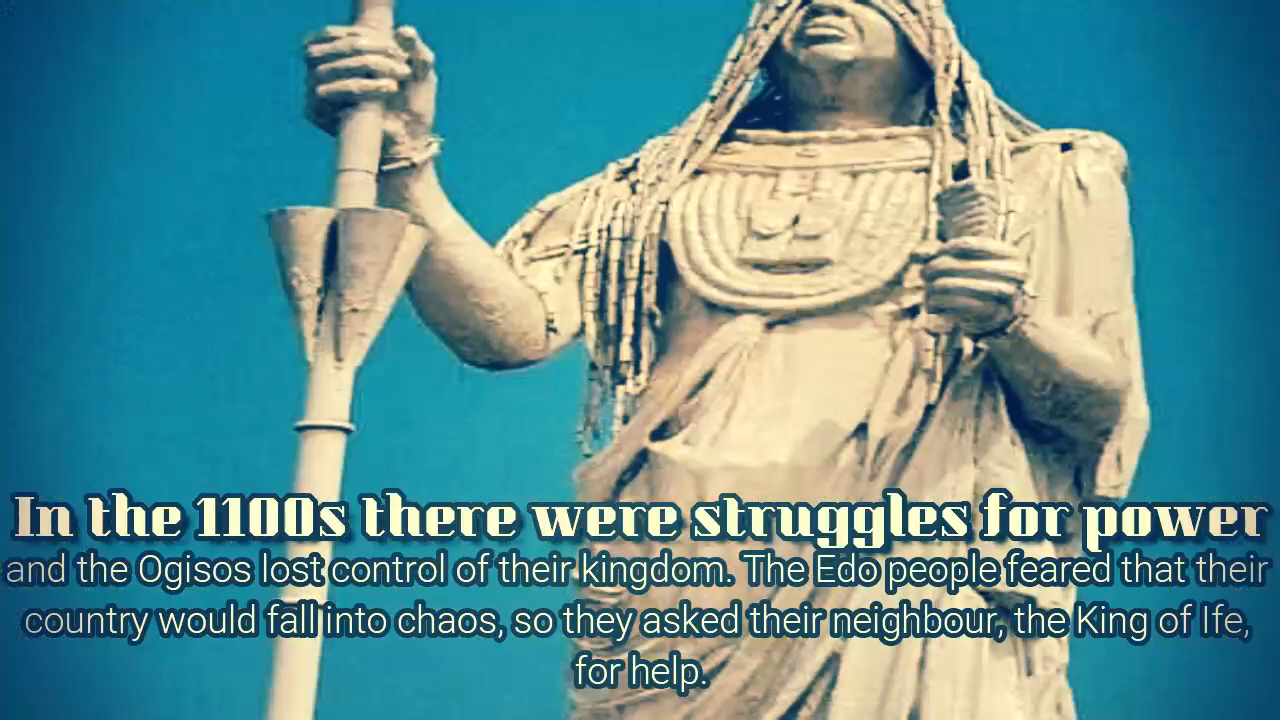 In the 1100s there were struggles for power
and the Ogisos lost control of their kingdom. The Edo people feared that their
country would fall into chaos, so they asked their neighbour, the King of Ife,
for help.